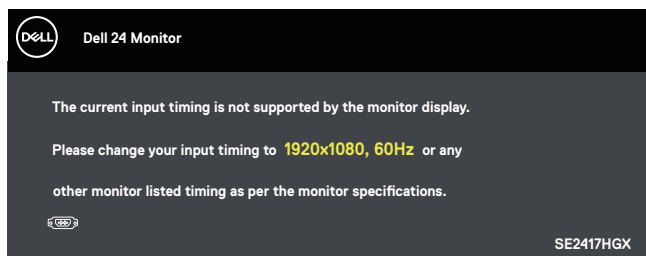 DELL
Dell 24 Monitor
The current input timing is not supported by the monitor display.
Please change your input timing to 1920x1080, 60Hz or any
other monitor listed timing as per the monitor specifications.
SE2417HGX